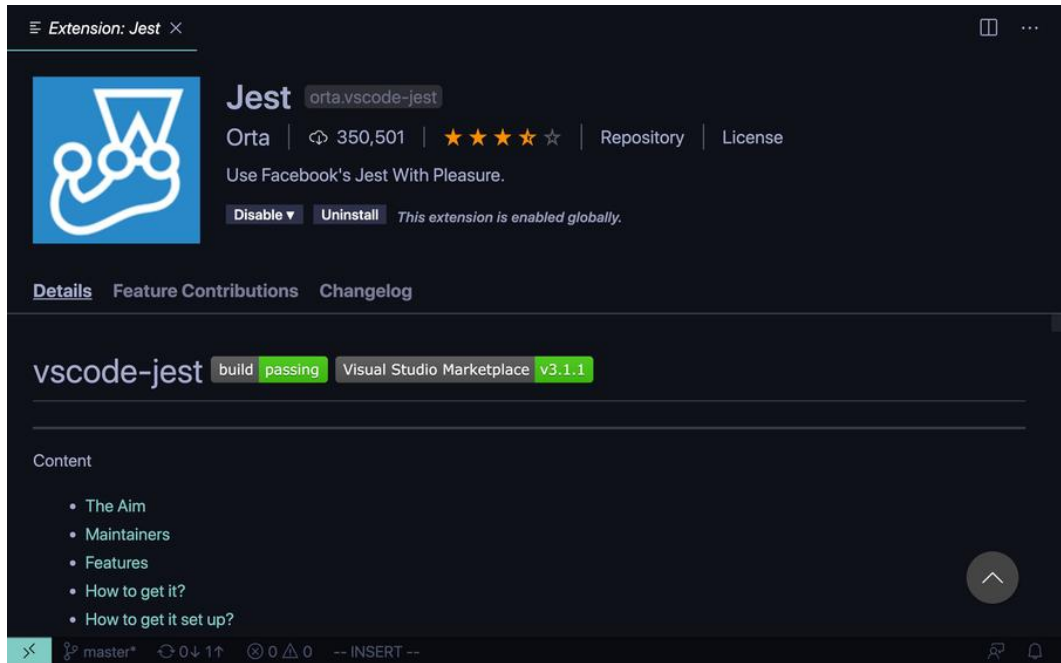 Extension: Jest
Jest orta.vscode-jest
Orta 350,501 Repository License
Use Facebook's Jest With Pleasure.
Disable ▾ Uninstall This extension is enabled globally.
Details Feature Contributions Changelog
vscode-jest build passing Visual Studio Marketplace v3.1.1
Content
• The Aim
• Maintainers
• Features
• How to get it?
• How to get it set up?
master* 0↓ 1↑ 0 0 -- INSERT --